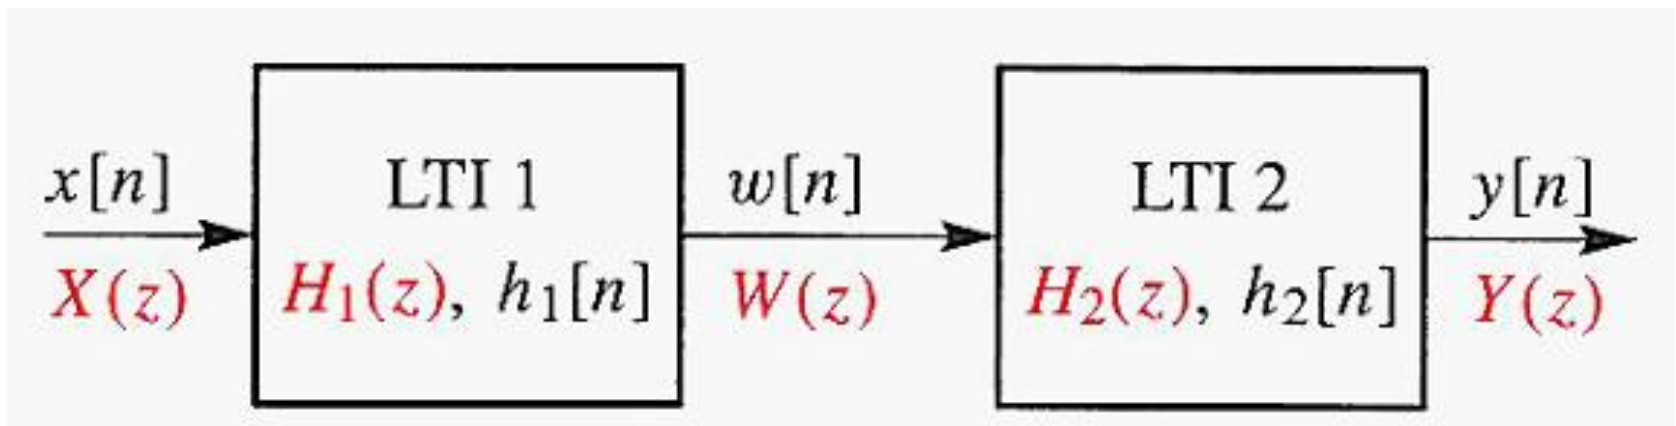 x[n] LTI 1 w[n] LTI 2 y[n]
X(z) H₁(z), h₁[n] W(z) H₂(z), h₂[n] Y(z)